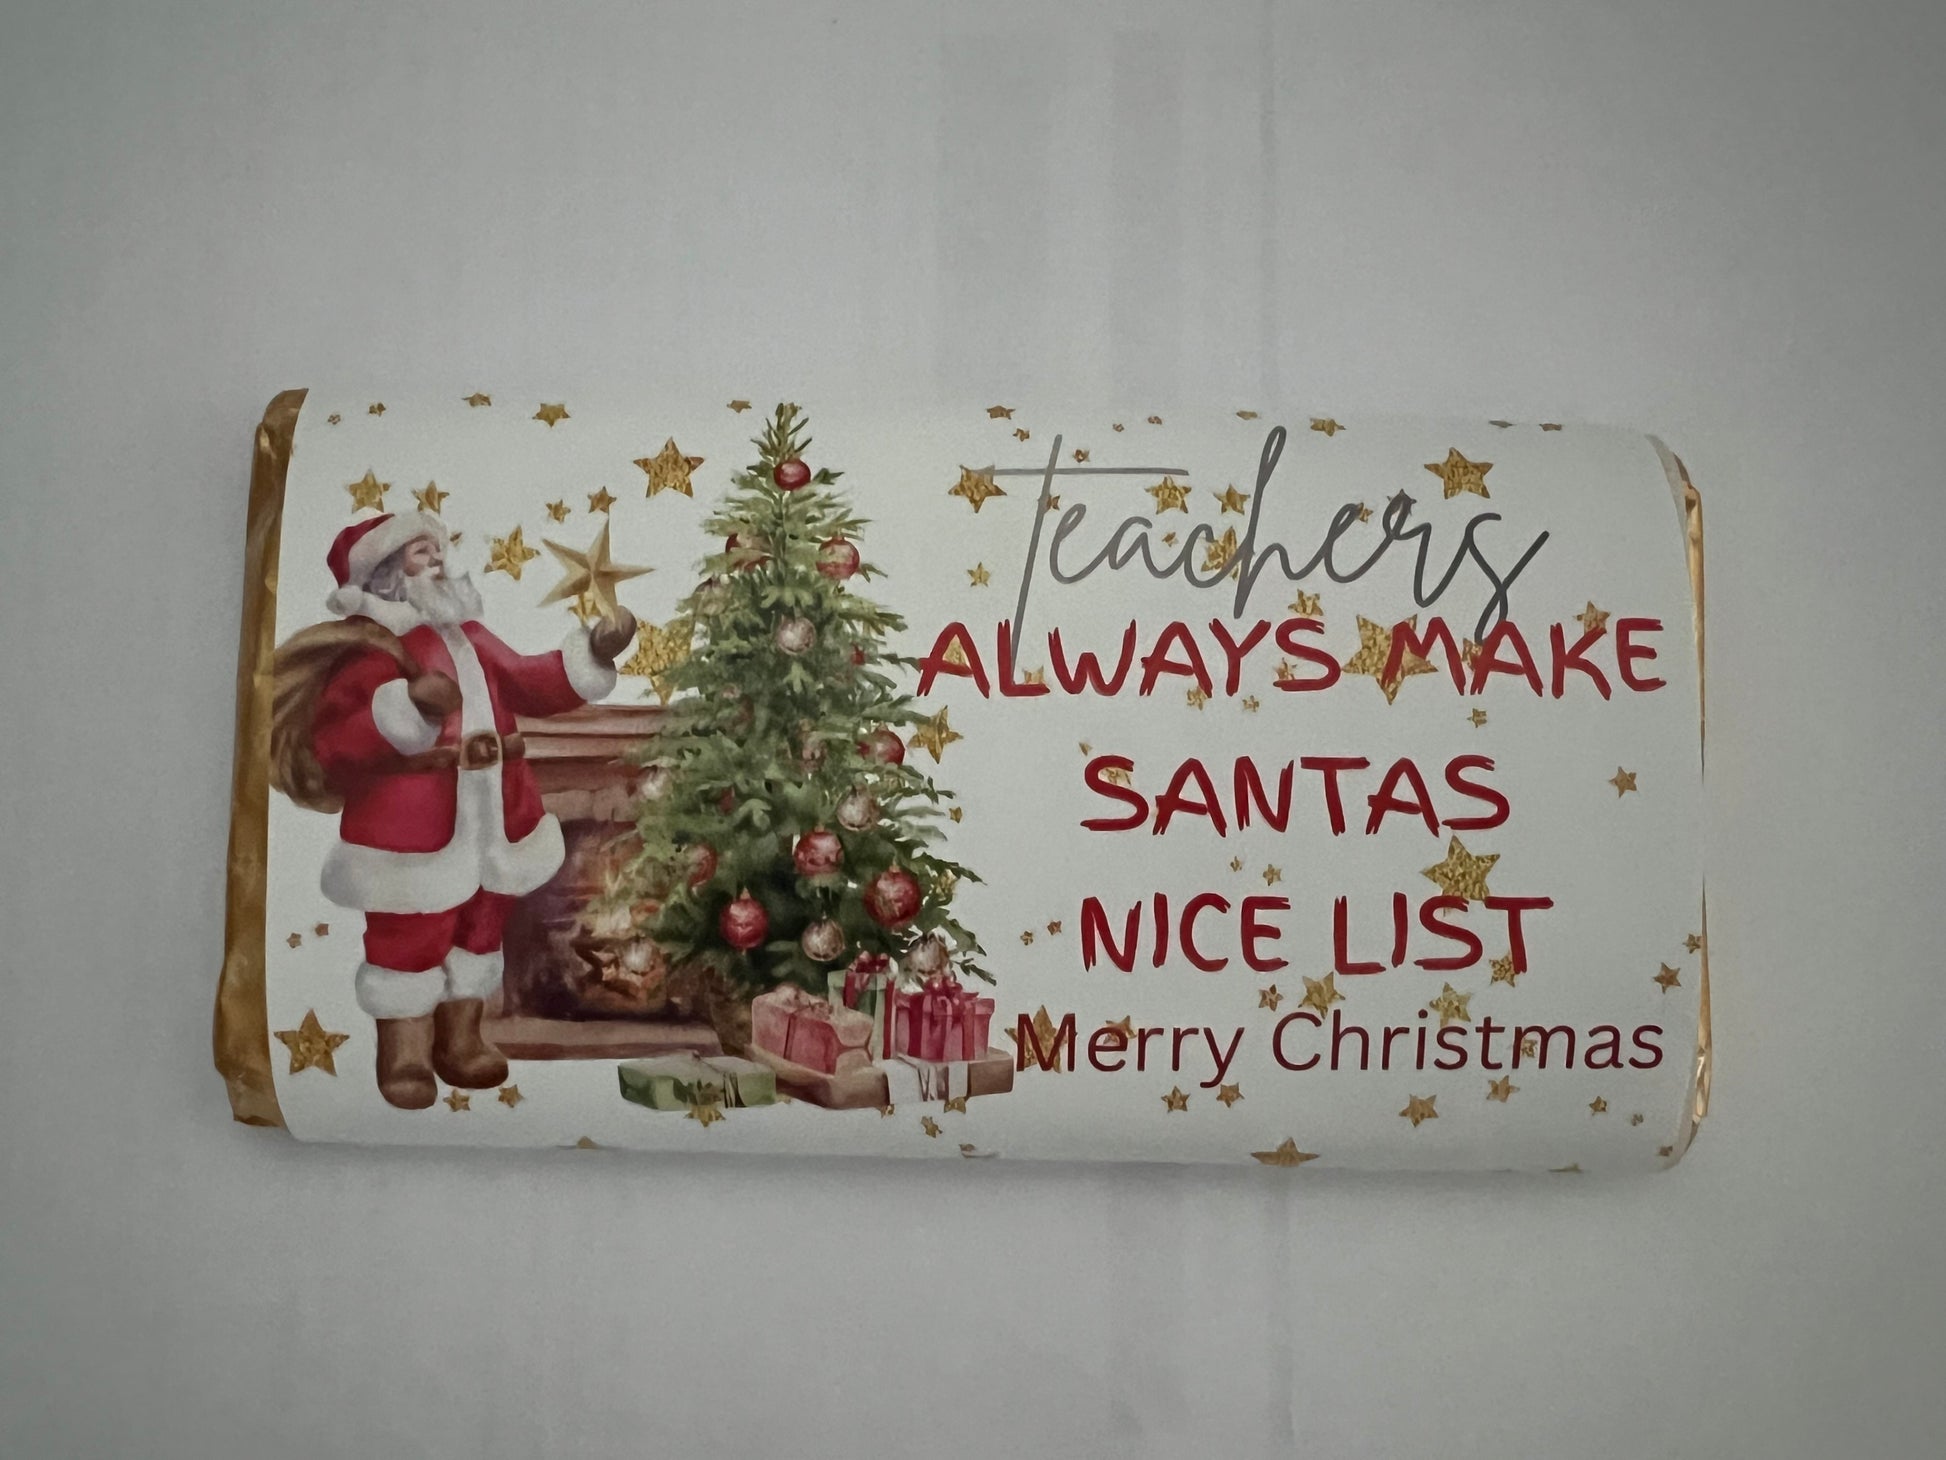 Teachers
ALWAYS MAKE
SANTAS
NICE LIST
Merry Christmas